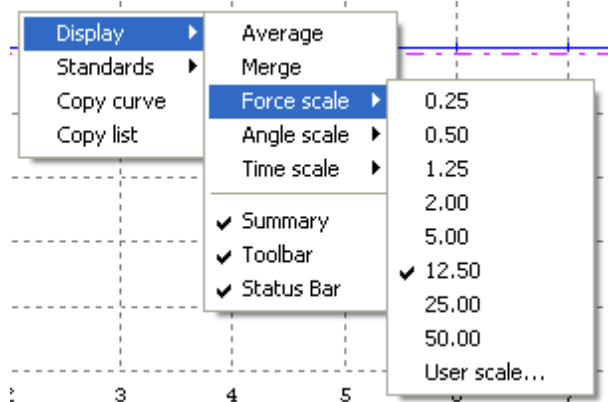 Display
Standards
Copy curve
Copy list
Average
Merge
Force scale
Angle scale
Time scale
Summary
Toolbar
Status Bar
0.25
0.50
1.25
2.00
5.00
12.50
25.00
50.00
User scale...
3 4 5